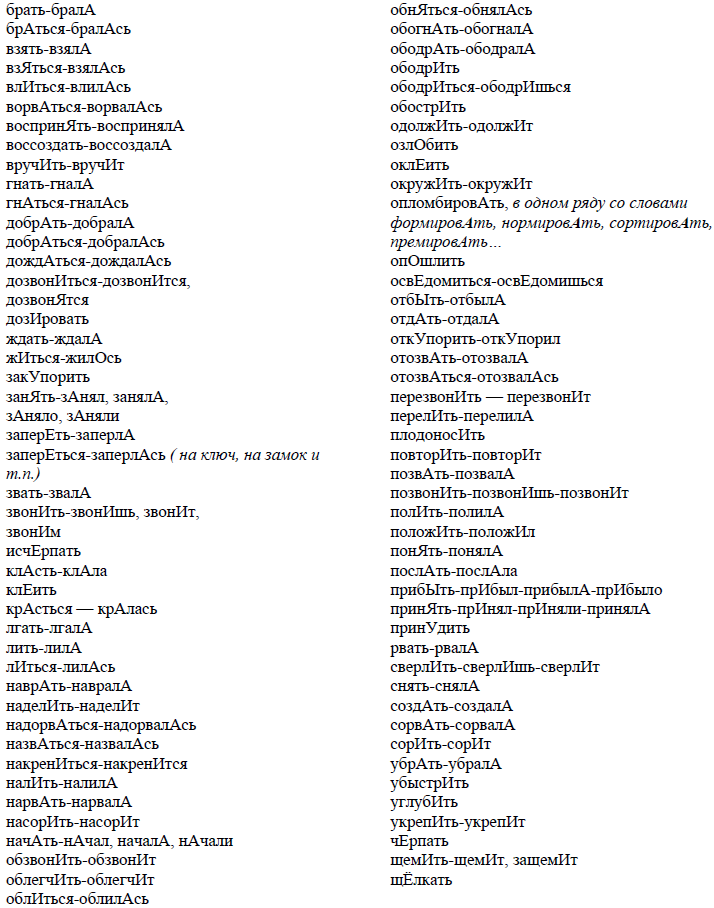 брать-бралА
брАться-бралАсь
взять-взялА
взЯться-взялАсь
влИться-влилАсь
ворвАться-ворвалАсь
воспринЯть-воспринялА
воссоздать-воссоздалА
вручИть-вручИт
гнать-гналА
гнАться-гналАсь
добрАть-добралА
добрАться-добралАсь
дождАться-дождалАсь
дозвонИться-дозвонИтся,
дозвонЯтся
дозИровать
ждать-ждалА
жИться-жилОсь
закУпорить
занЯть-зАнял, занялА,
зАняло, зАняли
заперЕть-заперлА
заперЕться-заперлАсь ( на ключ, на замок и
т.п.)
звать-звалА
звонИть-звонИшь, звонИт,
звонИм
исчЕрпать
клАсть-клАла
клЕить
крАсться — крАлась
лгать-лгалА
лить-лилА
лИться-лилАсь
наврАть-навралА
наделИть-наделИт
надорвАться-надорвалАсь
назвАться-назвалАсь
накренИться-накренИтся
налИть-налилА
нарвАть-нарвалА
насорИть-насорИт
начАть-нАчал, началА, нАчали
обзвонИть-обзвонИт
облегчИть-облегчИт
облИться-облилАсь
обнЯться-обнялАсь
обогнАть-обогналА
ободрАть-ободралА
ободрИть
ободрИться-ободрИшься
обострИть
одолжИть-одолжИт
озлОбить
оклЕить
окружИть-окружИт
опломбировАть, в одном ряду со словами
формировАть, нормировАть, сортировАть,
премировАть…
опОшлить
освЕдомиться-освЕдомишься
отбЫть-отбылА
отдАть-отдалА
откУпорить-откУпорил
отозвАть-отозвалА
отозвАться-отозвалАсь
перезвонИть — перезвонИт
перелИть-перелилА
плодоносИть
повторИть-повторИт
позвАть-позвалА
позвонИть-позвонИшь-позвонИт
полИть-полилА
положИть-положИл
понЯть-понялА
послАть-послАла
прибЫть-прИбыл-прибылА-прИбыло
принЯть-прИнял-прИняли-принялА
принУдить
рвать-рвалА
сверлИть-сверлИшь-сверлИт
снять-снялА
создАть-создалА
сорвАть-сорвалА
сорИть-сорИт
убрАть-убралА
убыстрИть
углубИть
укрепИть-укрепИт
чЕрпать
щемИть-щемИт, защемИт
щЁлкать